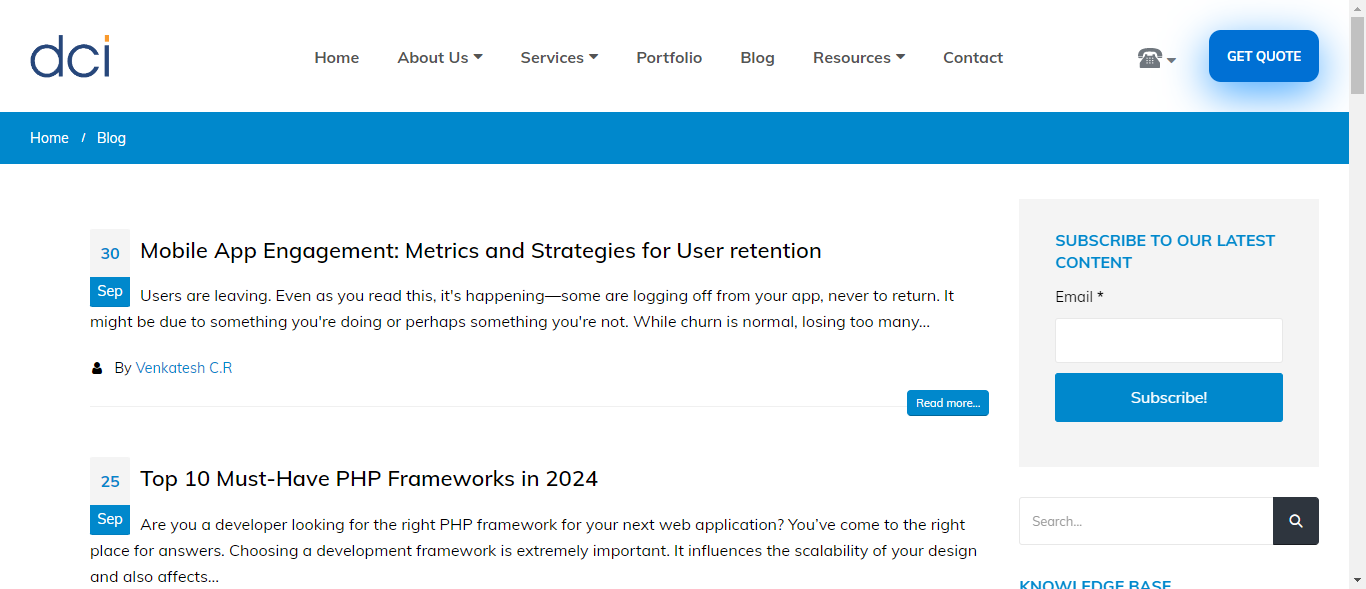 dci
Home About Us Services Portfolio Blog Resources Contact GET QUOTE
Home / Blog
30
Sep
Mobile App Engagement: Metrics and Strategies for User retention
Users are leaving. Even as you read this, it's happening—some are logging off from your app, never to return. It
might be due to something you're doing or perhaps something you're not. While churn is normal, losing too many...
By Venkatesh C.R
Read more...
25
Sep
Top 10 Must-Have PHP Frameworks in 2024
Are you a developer looking for the right PHP framework for your next web application? You’ve come to the right
place for answers. Choosing a development framework is extremely important. It influences the scalability of your design
and also affects...
SUBSCRIBE TO OUR LATEST
CONTENT
Email *
Subscribe!
Search...
KNOWLEDGE BASE